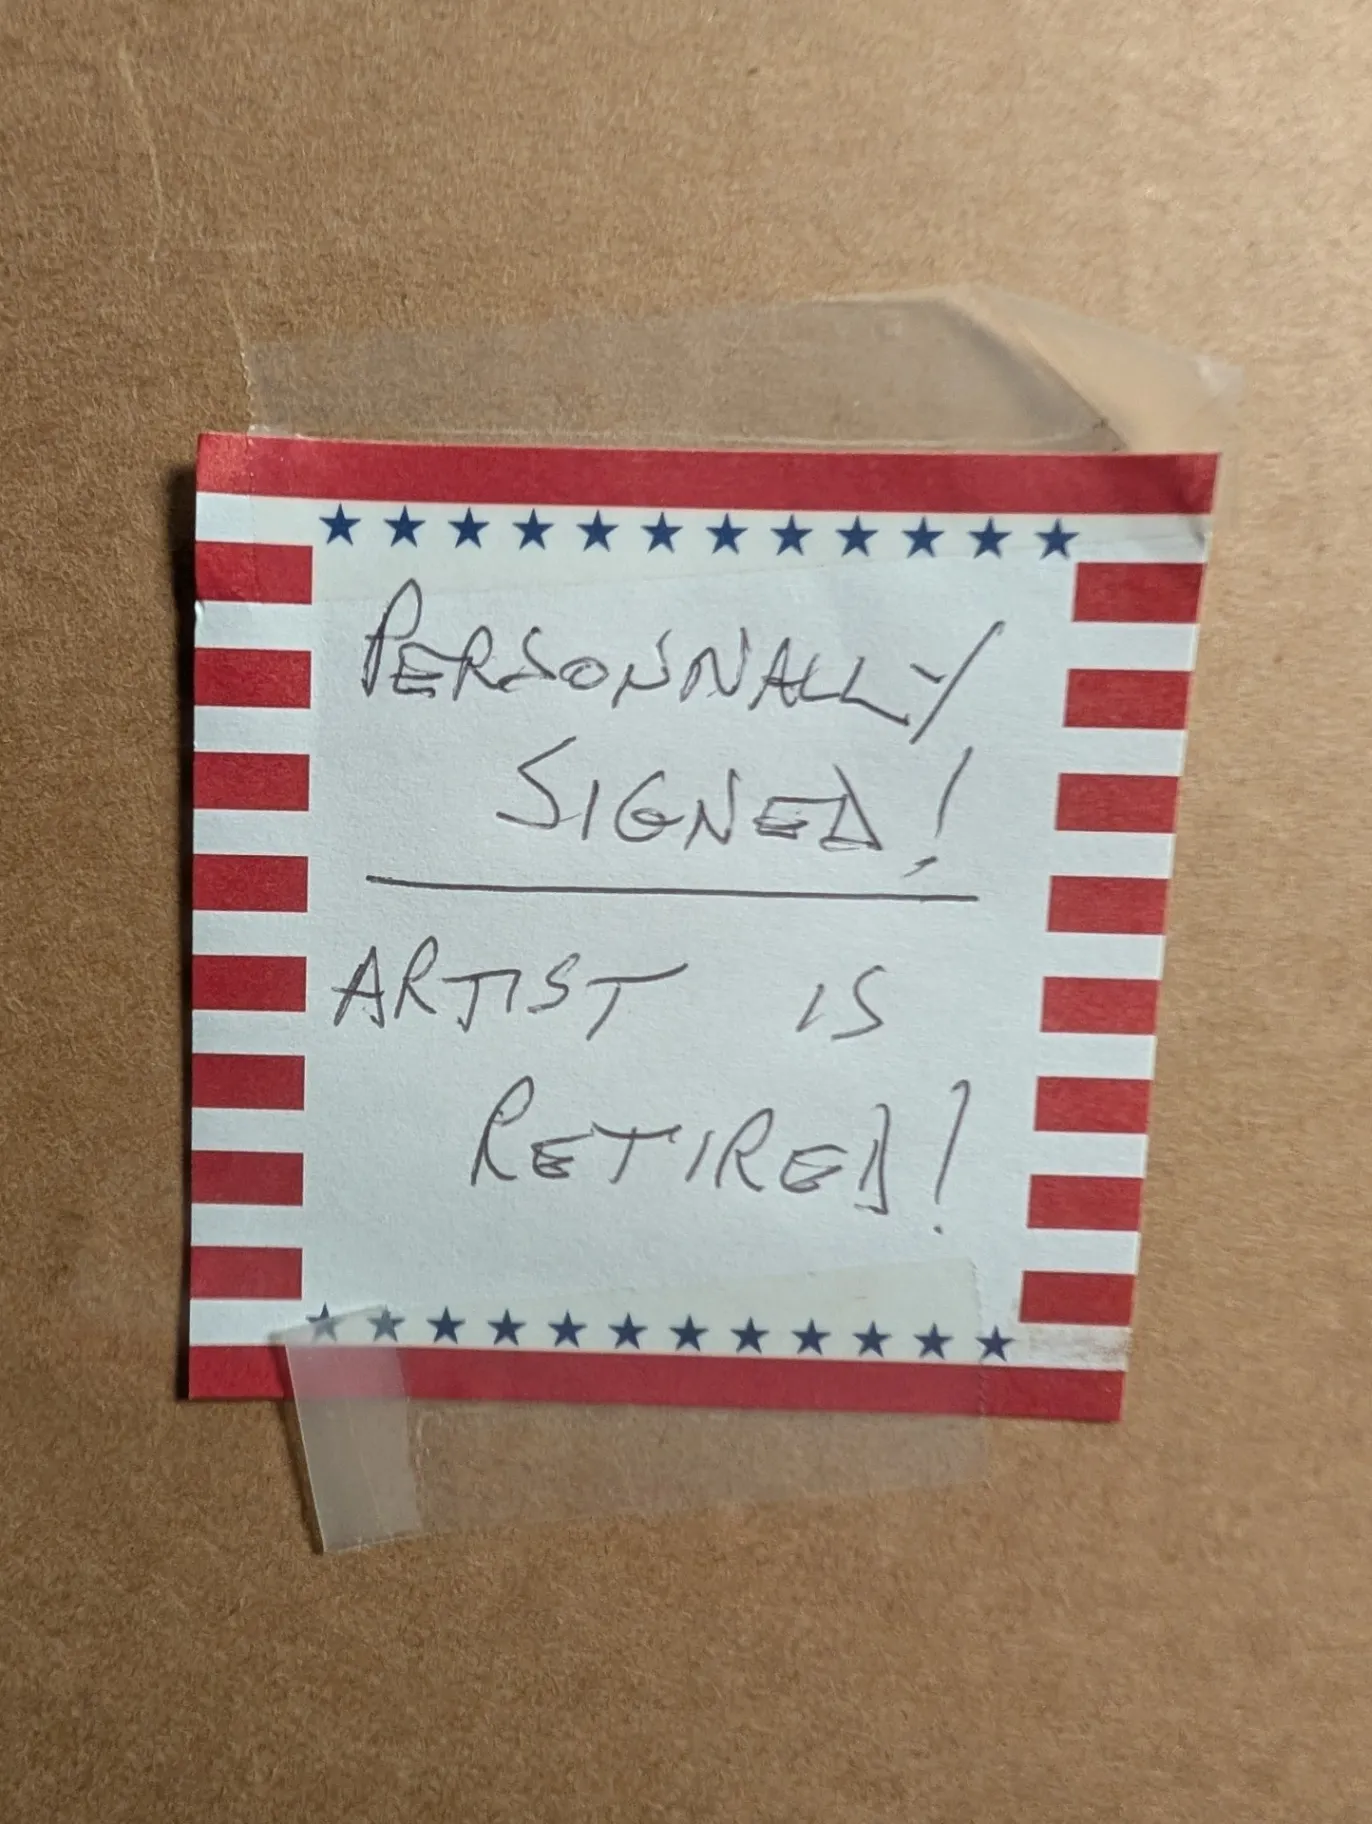 PERSONNALLY
SIGNED!
ARTIST IS
RETIRED!